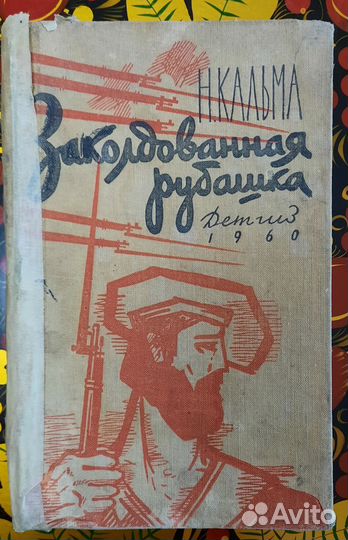 Н. КАЛЬМА
Заколдованная
рубашка
Детгиз
1960
Avito